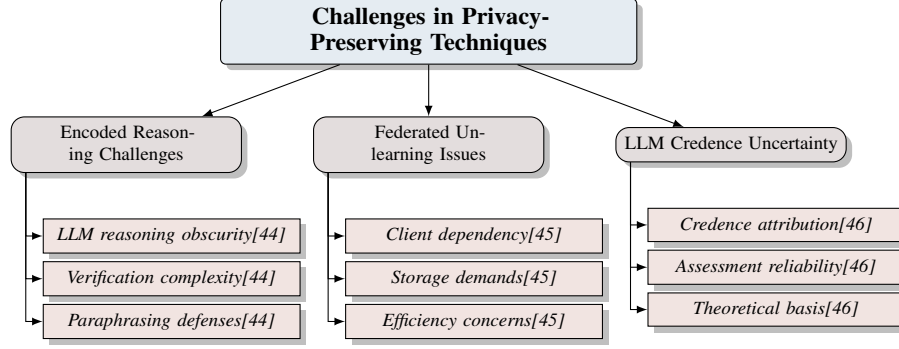 Challenges in Privacy-
Preserving Techniques
Encoded Reason-
ing Challenges
Federated Un-
learning Issues
LLM Credence Uncertainty
LLM reasoning obscurity[44]
Verification complexity[44]
Paraphrasing defenses[44]
Client dependency[45]
Storage demands[45]
Efficiency concerns[45]
Credence attribution[46]
Assessment reliability[46]
Theoretical basis[46]